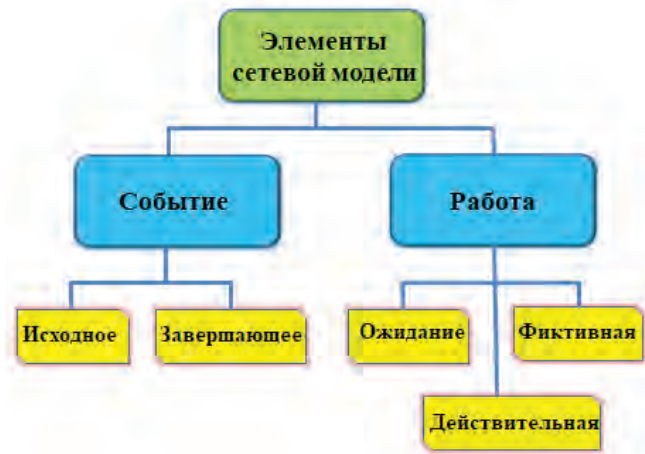 Элементы
сетевой модели
Событие
Работа
Исходное
Завершающее
Ожидание
Фиктивная
Действительная